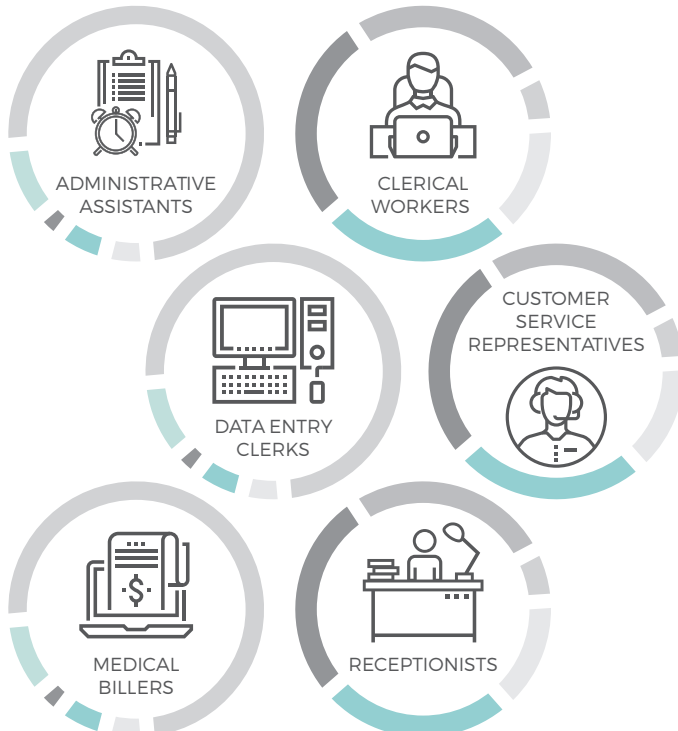 ADMINISTRATIVE
ASSISTANTS
CLERICAL
WORKERS
DATA ENTRY
CLERKS
CUSTOMER
SERVICE
REPRESENTATIVES
$
MEDICAL
BILLERS
RECEPTIONISTS